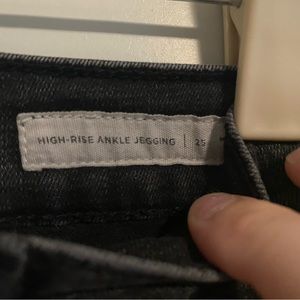 HIGH-RISE ANKLE JEGGING | 25